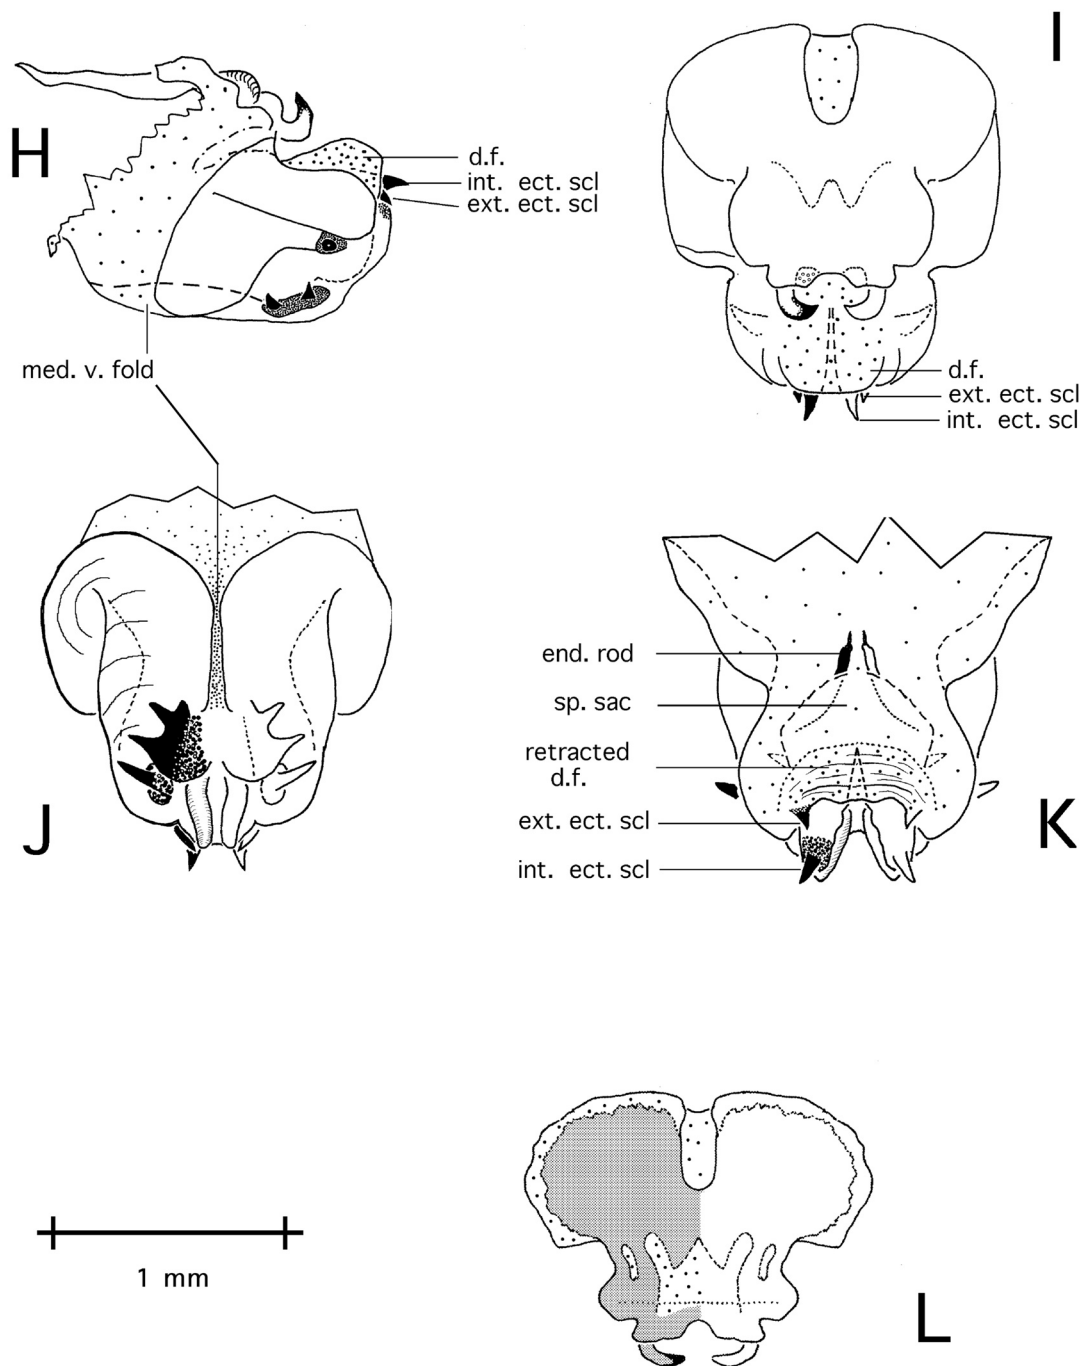 H
d.f.
int. ect. scl
ext. ect. scl
med. v. fold
I
d.f.
ext. ect. scl
int. ect. scl
J
end. rod
sp. sac
retracted
d.f.
ext. ect. scl
int. ect. scl
K
1 mm
L